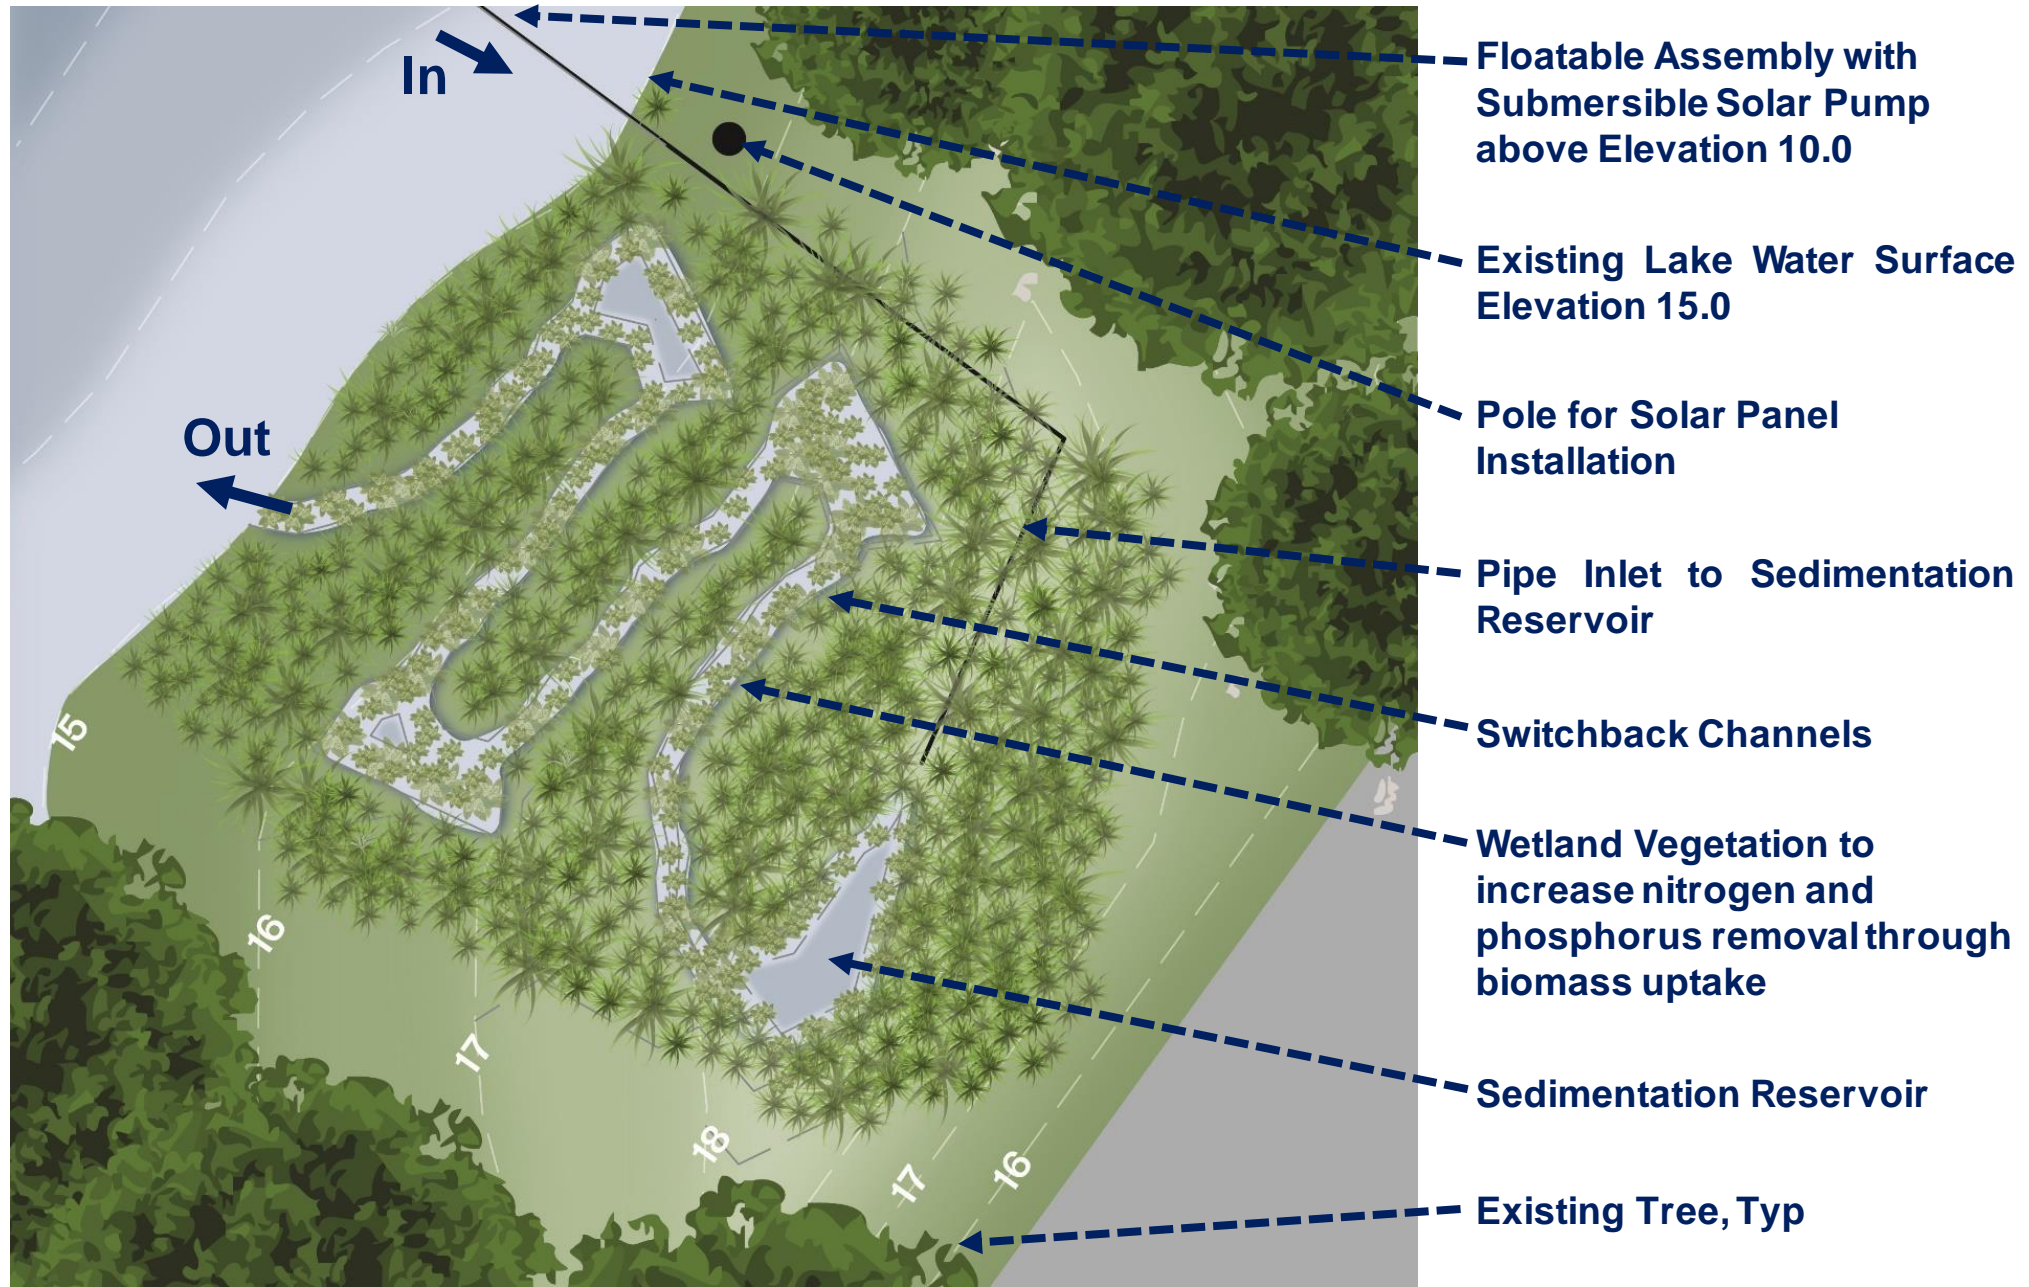 In
Out
15
16
17
18
17
16
Floatable Assembly with
Submersible Solar Pump
above Elevation 10.0
Existing Lake Water Surface
Elevation 15.0
Pole for Solar Panel
Installation
Pipe Inlet to Sedimentation
Reservoir
Switchback Channels
Wetland Vegetation to
increase nitrogen and
phosphorus removal through
biomass uptake
Sedimentation Reservoir
Existing Tree, Typ